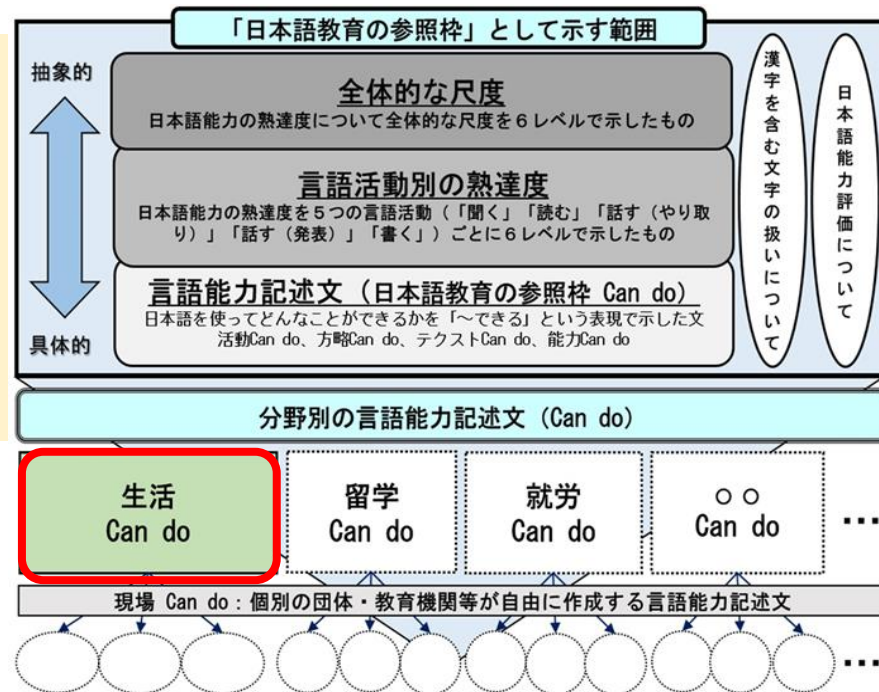 「日本語教育の参照枠」として示す範囲
抽象的
具体的
全体的な尺度
日本語能力の熟達度について全体的な尺度を６レベルで示したもの
言語活動別の熟達度
日本語能力の熟達度を５つの言語活動（「聞く」「読む」「話す（やり取
り）」「話す（発表）」「書く」）ごとに６レベルで示したもの
言語能力記述文（日本語教育の参照枠 Can do）
日本語を使ってどんなことができるかを「～できる」という表現で示した文
活動Can do、方略Can do、テクストCan do、能力Can do
漢字を含む文字の扱いについて
日本語能力評価について
分野別の言語能力記述文（Can do）
生活
Can do
留学
Can do
就労
Can do
○○
Can do
…
現場 Can do：個別の団体・教育機関等が自由に作成する言語能力記述文
…